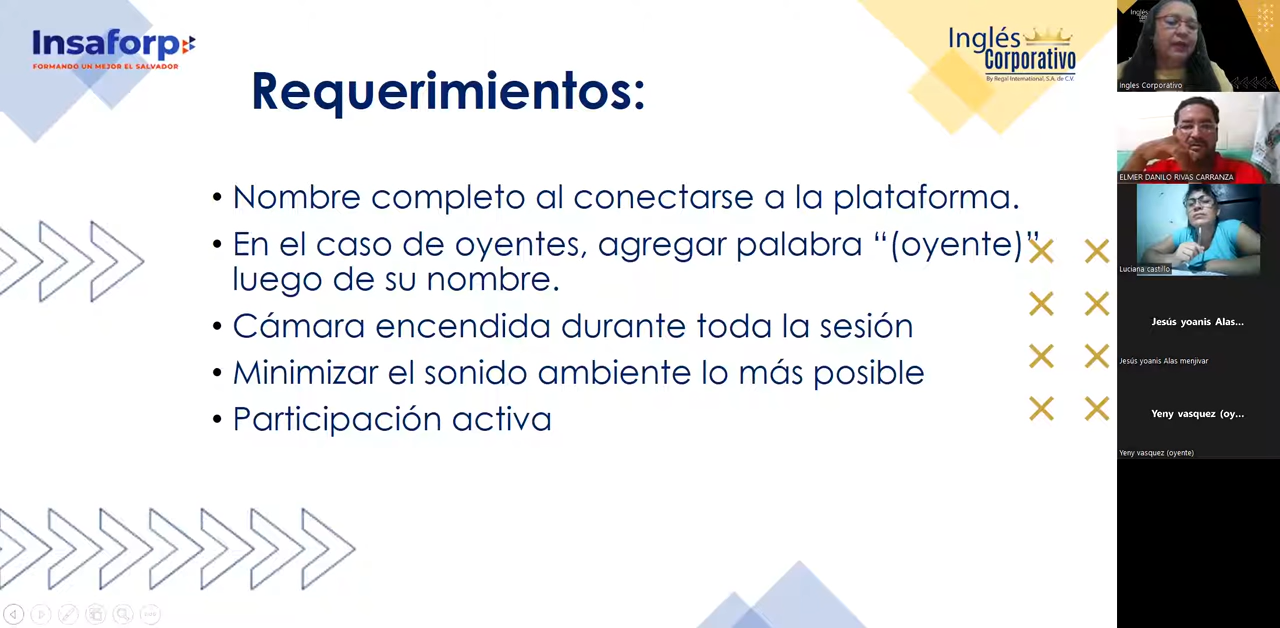 Insaforp
FORMANDO UN MEJOR EL SALVADOR
Inglés
Corporativo
By Regal International, S.A. de C.V.
Requerimientos:
• Nombre completo al conectarse a la plataforma.
• En el caso de oyentes, agregar palabra “(oyente)”
luego de su nombre.
• Cámara encendida durante toda la sesión
• Minimizar el sonido ambiente lo más posible
• Participación activa
Inglés
Ingles Corporativo
ELMER DANILO RIVAS CARRANZA
Luciana castillo
Jesús yoanis Alas...
Jesús yoanis Alas menjivar
Yeny vasquez (oy...
Yeny vasquez (oyente)